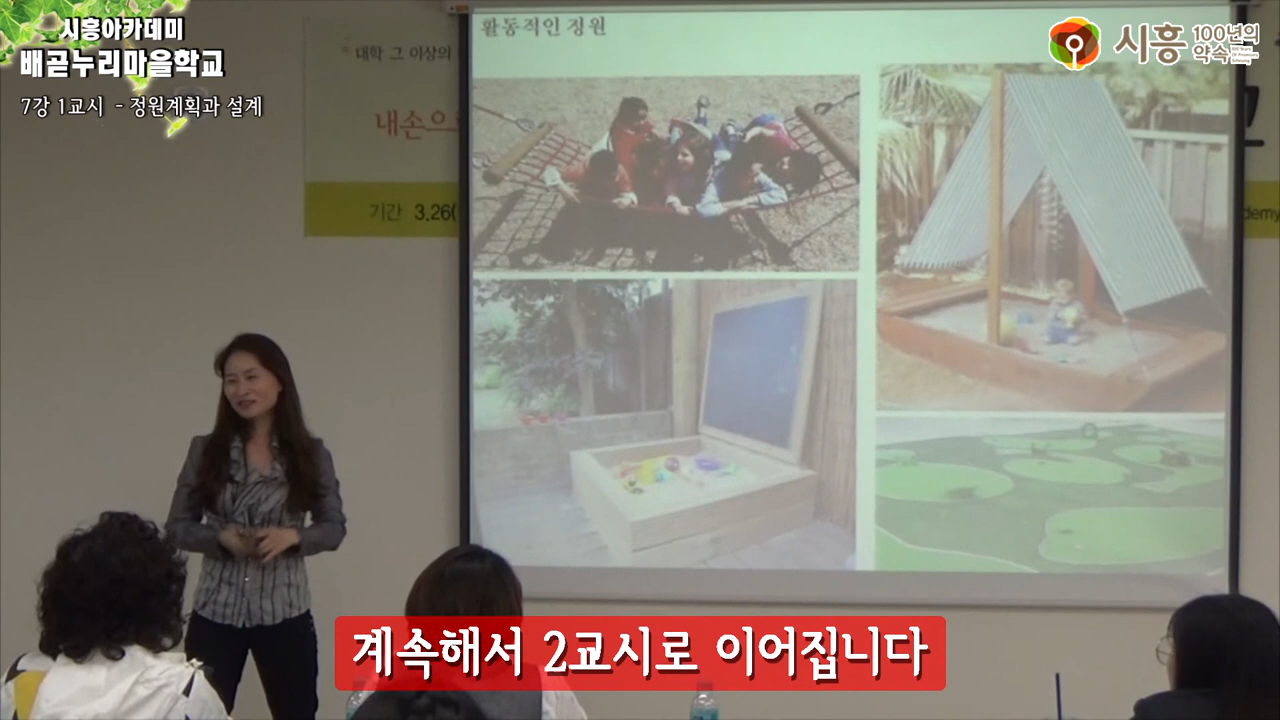 시흥아카데미
배곧누리마을학교
7강 1교시 - 정원계획과 설계
활동적인 정원
시흥 100년의
약속
대학 그 이상의
내손으
기간 3.26(
계속해서 2교시로 이어집니다